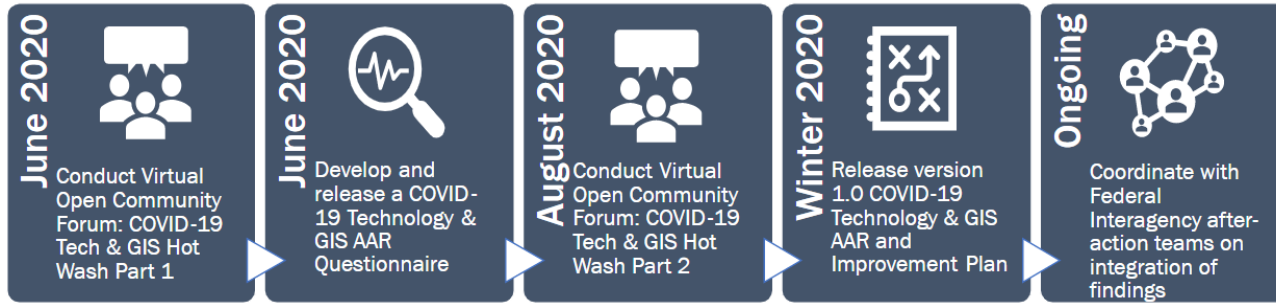 June 2020
Conduct Virtual
Open Community
Forum: COVID-19
Tech & GIS Hot
Wash Part 1
June 2020
Develop and
release a COVID-
19 Technology &
GIS AAR
Questionnaire
August 2020
Conduct Virtual
Open Community
Forum: COVID-19
Tech & GIS Hot
Wash Part 2
Winter 2020
Release version
1.0 COVID-19
Technology & GIS
AAR and
Improvement Plan
Ongoing
Coordinate with
Federal
Interagency after-
action teams on
integration of
findings